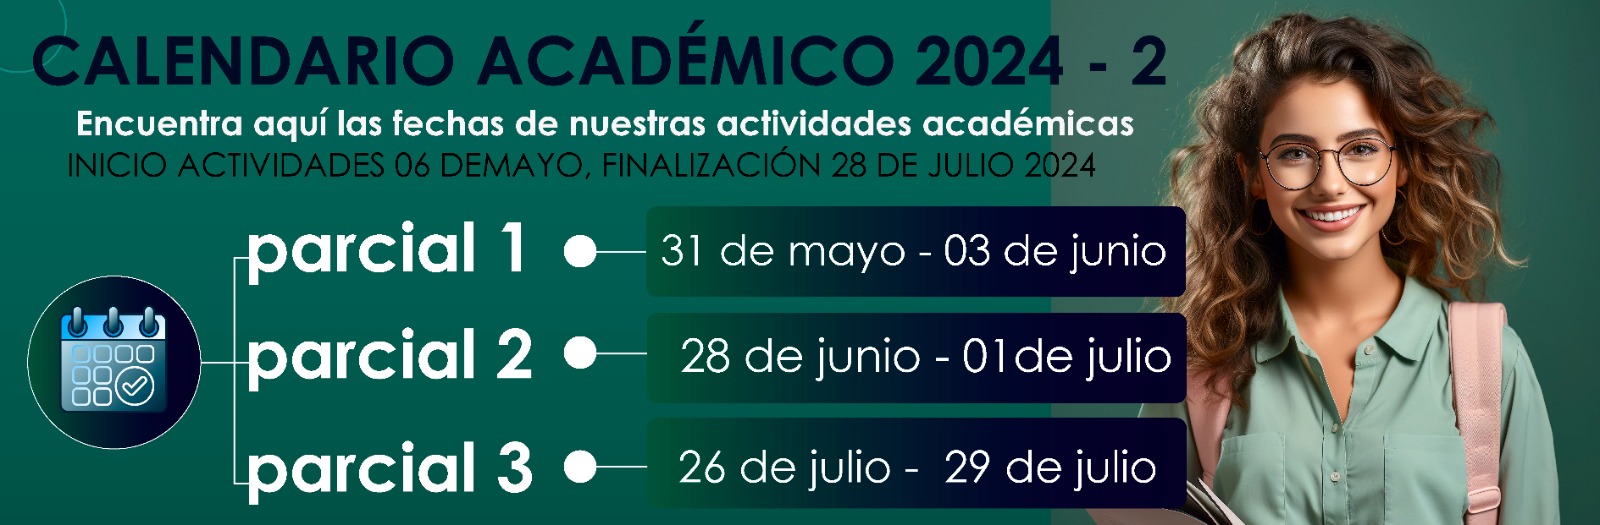 CALENDARIO ACADÉMICO 2024 - 2
Encuentra aquí las fechas de nuestras actividades académicas
INICIO ACTIVIDADES 06 DEMAYO, FINALIZACIÓN 28 DE JULIO 2024
parcial 1 31 de mayo - 03 de junio
parcial 2 28 de junio - 01de julio
parcial 3 26 de julio - 29 de julio